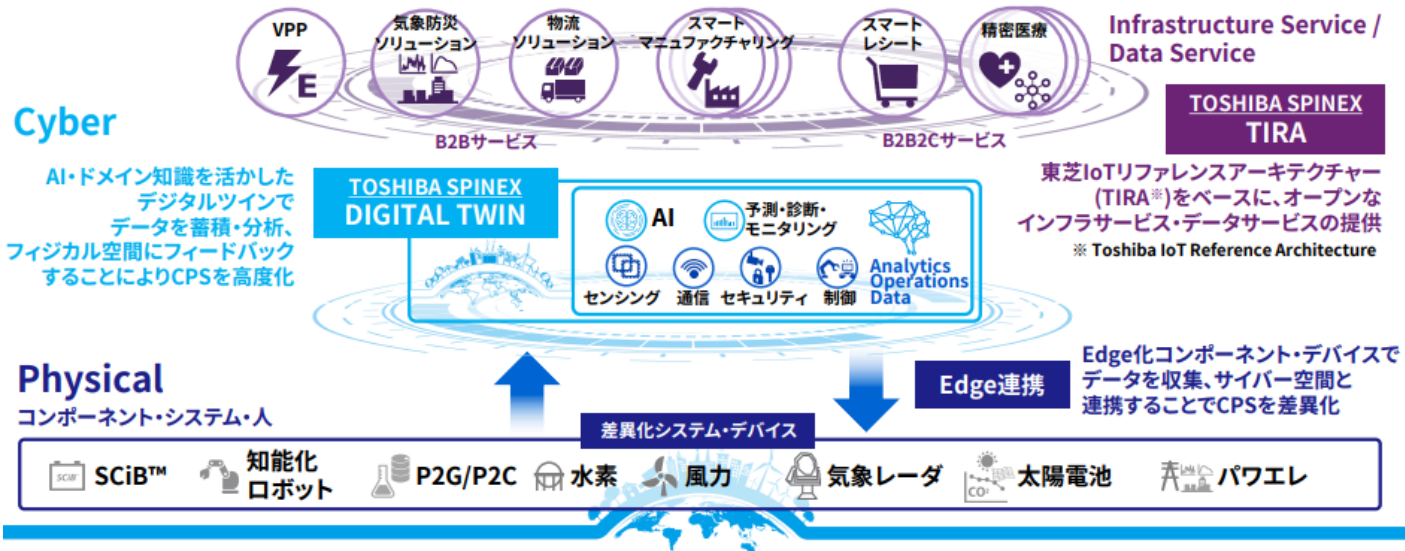 VPP
気象防災
ソリューション
物流
ソリューション
スマート
マニュファクチャリング
スマート
レシート
精密医療
Infrastructure Service /
Data Service
E
B2Bサービス
B2B2Cサービス
TOSHIBA SPINEX
TIRA
東芝IoTリファレンスアーキテクチャー
(TIRA※)をベースに、オープンな
インフラサービス・データサービスの提供
※ Toshiba IoT Reference Architecture
Cyber
AI・ドメイン知識を活かした
デジタルツインで
データを蓄積・分析、
フィジカル空間にフィードバック
することによりCPSを高度化
TOSHIBA SPINEX
DIGITAL TWIN
AI
予測・診断・
モニタリング
センシング
通信
セキュリティ
制御
Analytics
Operations
Data
Physical
コンポーネント・システム・人
Edge連携
Edge化コンポーネント・デバイスで
データを収集、サイバー空間と
連携することでCPSを差異化
差異化システム・デバイス
SCiB
SCiB™
知能化
ロボット
P2G/P2C
水素
風力
気象レーダ
CO²
太陽電池
パワエレ